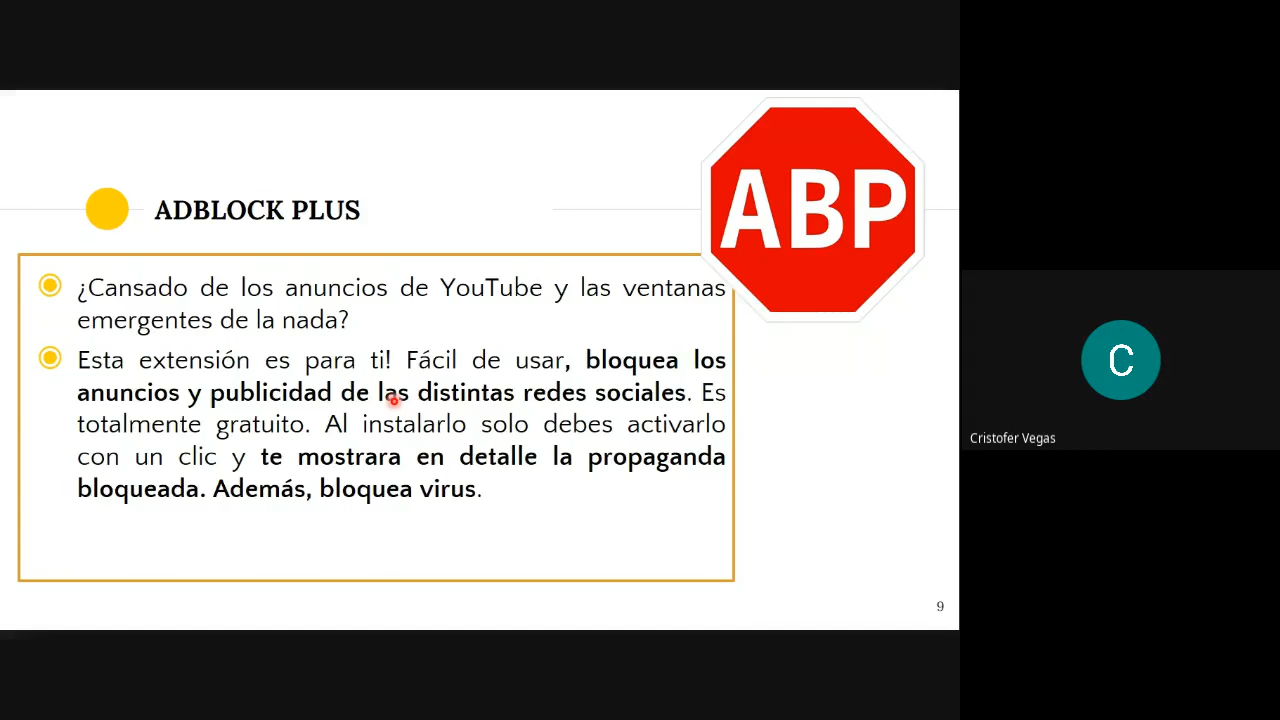 ABP
ADBLOCK PLUS
¿Cansado de los anuncios de YouTube y las ventanas
emergentes de la nada?
Esta extensión es para ti! Fácil de usar, bloquea los
anuncios y publicidad de las distintas redes sociales. Es
totalmente gratuito. Al instalarlo solo debes activarlo
con un clic y te mostrara en detalle la propaganda
bloqueada. Además, bloquea virus.
9
C
Cristofer Vegas